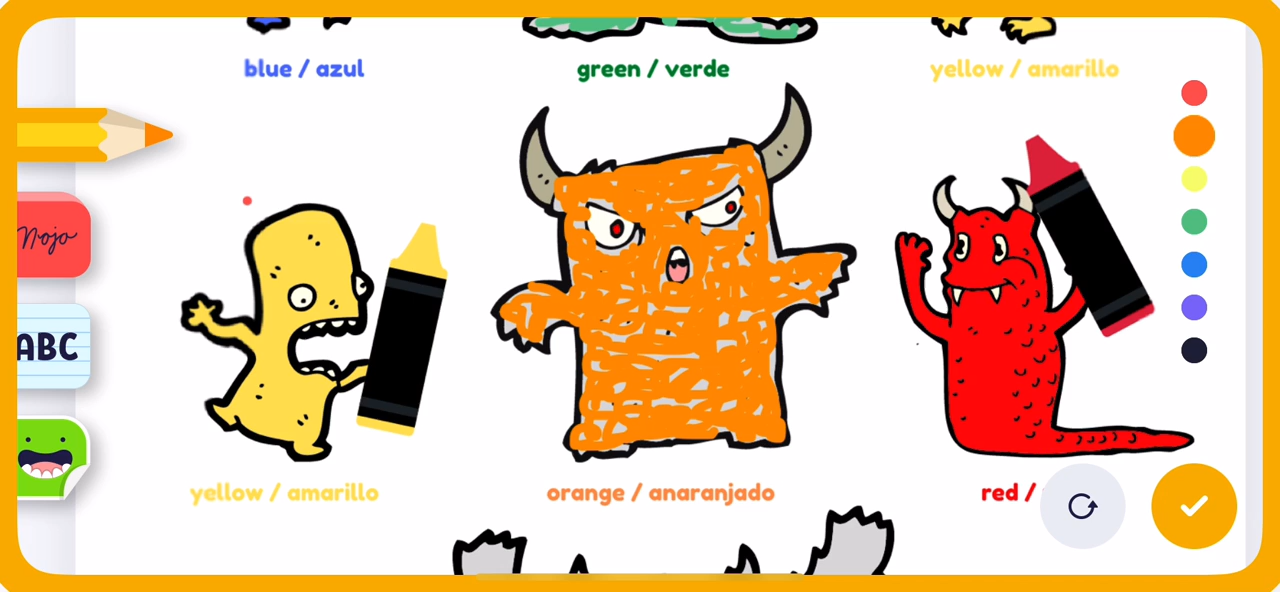 blue / azul
green / verde
yellow / amarillo
Mojo
ABC
yellow / amarillo
orange / anaranjado
red /